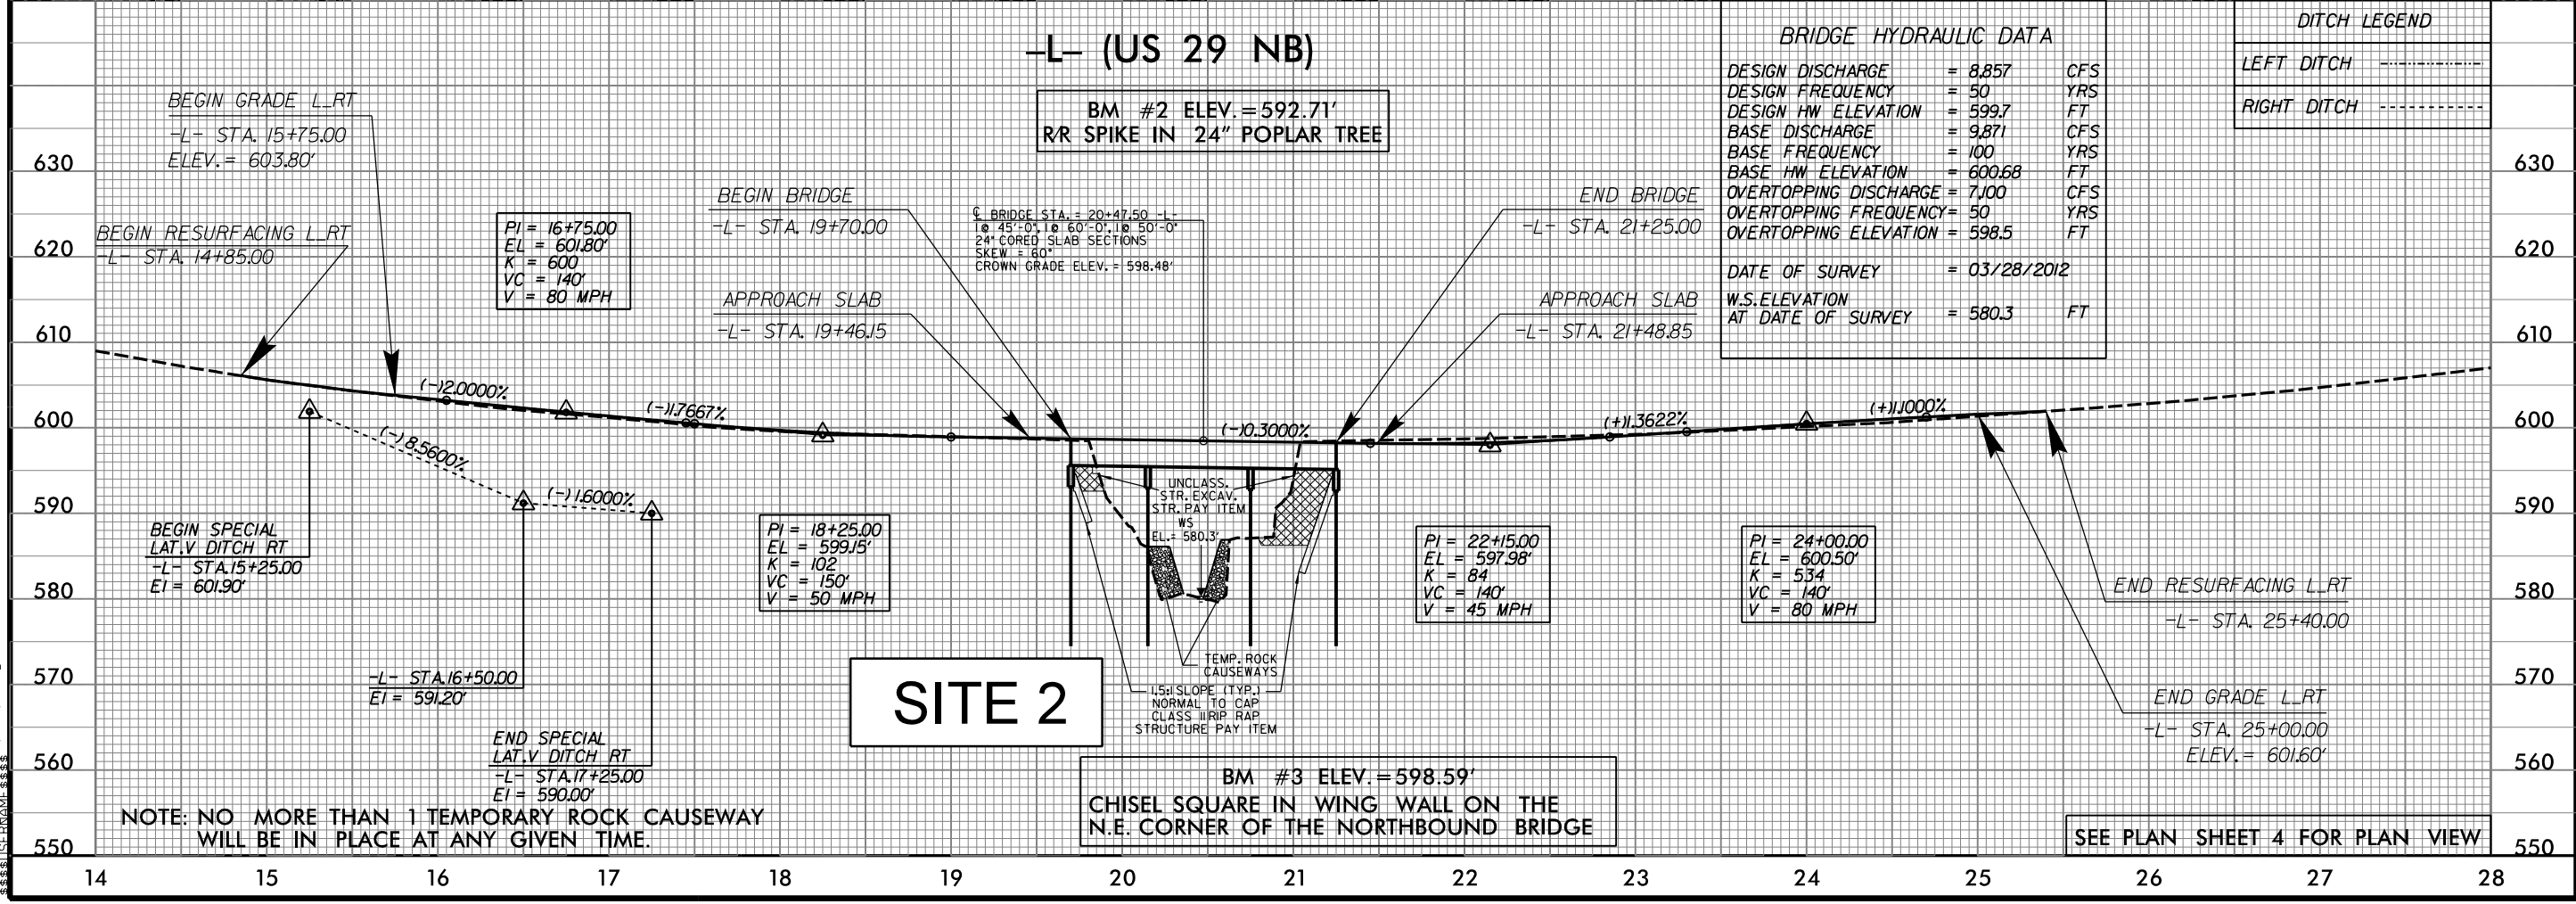 -L- (US 29 NB)
BM #2 ELEV.=592.71'
R/R SPIKE IN 24" POPLAR TREE
BRIDGE HYDRAULIC DATA
DESIGN DISCHARGE = 8,857 CFS
DESIGN FREQUENCY = 50 YRS
DESIGN HW ELEVATION = 599.7 FT
BASE DISCHARGE = 9,871 CFS
BASE FREQUENCY = 100 YRS
BASE HW ELEVATION = 600.68 FT
OVERTOPPING DISCHARGE = 7,100 CFS
OVERTOPPING FREQUENCY= 50 YRS
OVERTOPPING ELEVATION = 598.5 FT
DATE OF SURVEY = 03/28/2012
W.S.ELEVATION
AT DATE OF SURVEY = 580.3 FT
DITCH LEGEND
LEFT DITCH
RIGHT DITCH
BEGIN GRADE L_RT
-L- STA. 15+75.00
ELEV. = 603.80'
BEGIN RESURFACING L_RT
-L- STA. 14+85.00
PI = 16+75.00
EL = 601.80'
K = 600
VC = 140'
V = 80 MPH
BEGIN BRIDGE
-L- STA. 19+70.00
APPROACH SLAB
-L- STA. 19+46.15
℄ BRIDGE STA. = 20+47.50 -L-
1@ 45'-0", 1@ 60'-0", 1@ 50'-0"
24" CORED SLAB SECTIONS
SKEW = 60°
CROWN GRADE ELEV. = 598.48'
END BRIDGE
-L- STA. 21+25.00
APPROACH SLAB
-L- STA. 21+48.85
630 630
620 620
610 610
600 600
590 590
580 580
570 570
560 560
550 550
(-)2.0000%
(-)1.7667%
(-)0.3000%
(+)1.3622%
(+)1.1000%
(-)8.5600%
(-)1.6000%
BEGIN SPECIAL
LAT.V DITCH RT
-L- STA.15+25.00
El = 601.90'
-L- STA.16+50.00
El = 591.20'
END SPECIAL
LAT.V DITCH RT
-L- STA.17+25.00
El = 590.00'
PI = 18+25.00
EL = 599.15'
K = 102
VC = 150'
V = 50 MPH
UNCLASS.
STR. EXCAV.
STR. PAY ITEM
WS
EL.= 580.3'
TEMP. ROCK
CAUSEWAYS
1.5:1 SLOPE (TYP.)
NORMAL TO CAP
CLASS II RIP RAP
STRUCTURE PAY ITEM
PI = 22+15.00
EL = 597.98'
K = 84
VC = 140'
V = 45 MPH
PI = 24+00.00
EL = 600.50'
K = 534
VC = 140'
V = 80 MPH
END RESURFACING L_RT
-L- STA. 25+40.00
END GRADE L_RT
-L- STA. 25+00.00
ELEV. = 601.60'
SITE 2
BM #3 ELEV.=598.59'
CHISEL SQUARE IN WING WALL ON THE
N.E. CORNER OF THE NORTHBOUND BRIDGE
NOTE: NO MORE THAN 1 TEMPORARY ROCK CAUSEWAY
WILL BE IN PLACE AT ANY GIVEN TIME.
SEE PLAN SHEET 4 FOR PLAN VIEW
14 15 16 17 18 19 20 21 22 23 24 25 26 27 28